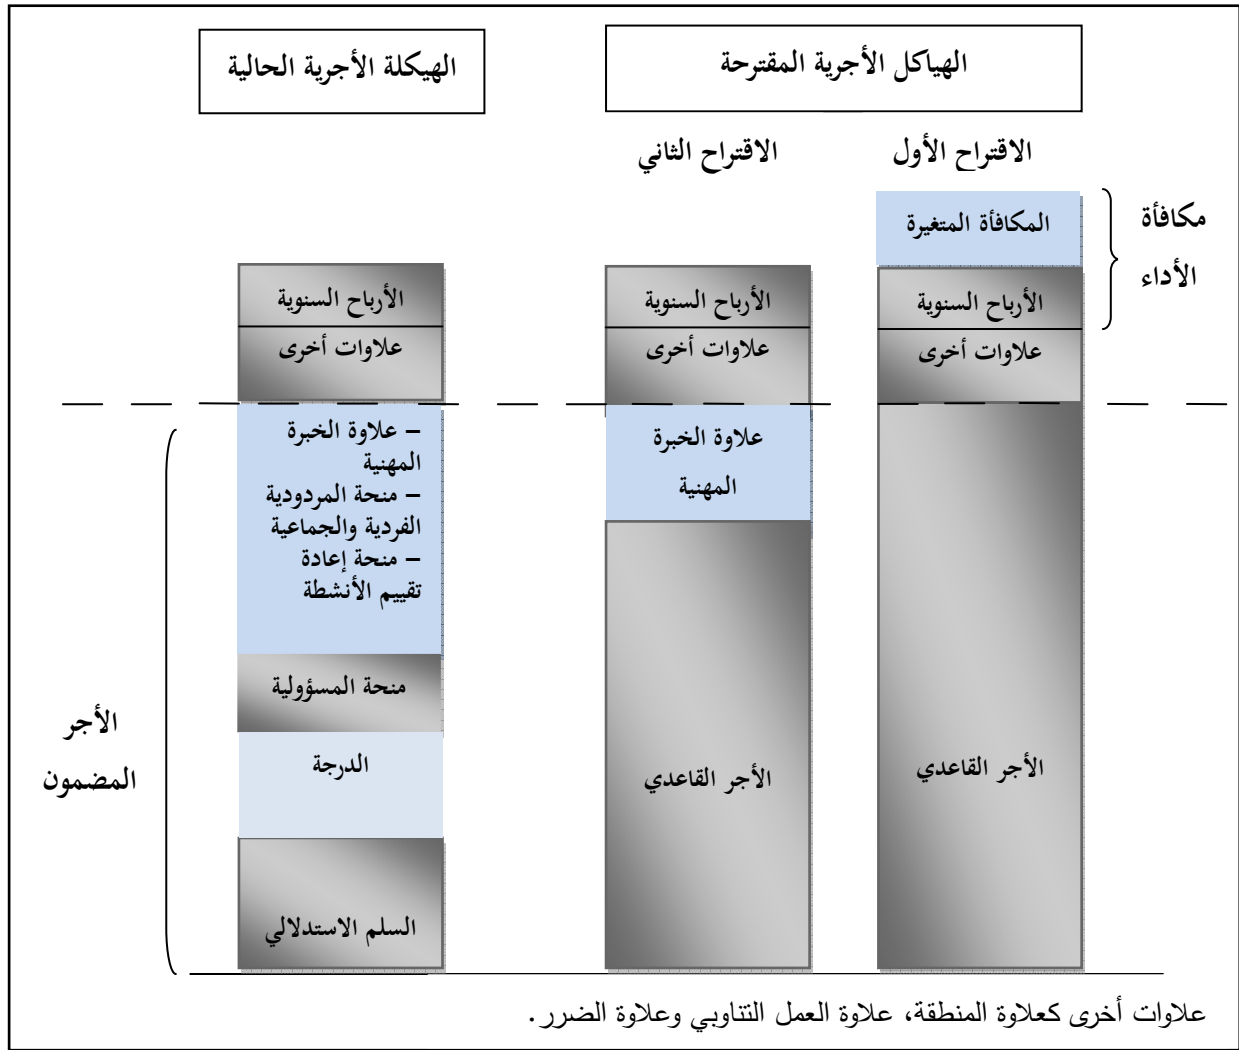 الهياكل الأجرية المقترحة
الهيكلة الأجرية الحالية
الاقتراح الأول
الاقتراح الثاني
مكافأة
الأداء
المكافأة المتغيرة
الأرباح السنوية
علاوات أخرى
الأجر القاعدي
الأرباح السنوية
علاوات أخرى
علاوة الخبرة
المهنية
الأجر القاعدي
الأرباح السنوية
علاوات أخرى
– علاوة الخبرة
المهنية
– منحة المردودية
الفردية والجماعية
– منحة إعادة
تقييم الأنشطة
منحة المسؤولية
الدرجة
السلم الاستدلالي
الأجر
المضمون
علاوات أخرى كعلاوة المنطقة، علاوة العمل التناوبي وعلاوة الضرر.